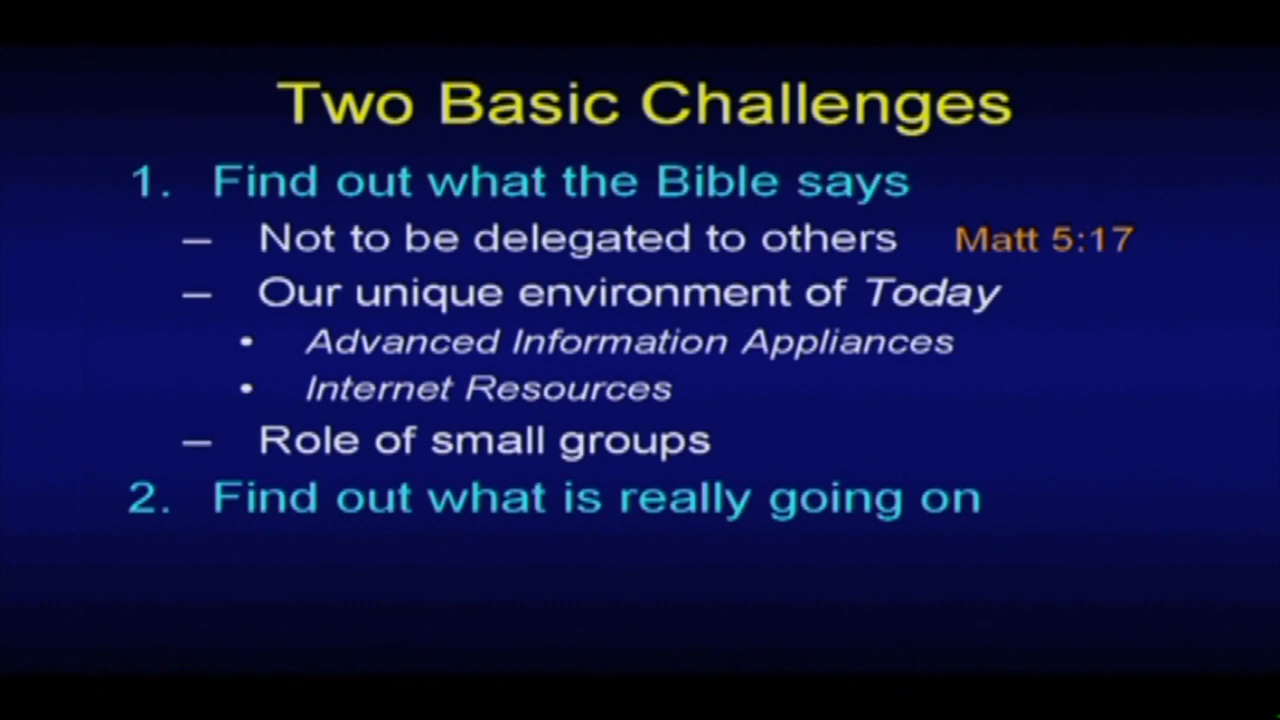 Two Basic Challenges
1. Find out what the Bible says
– Not to be delegated to others Matt 5:17
– Our unique environment of Today
• Advanced Information Appliances
• Internet Resources
– Role of small groups
2. Find out what is really going on